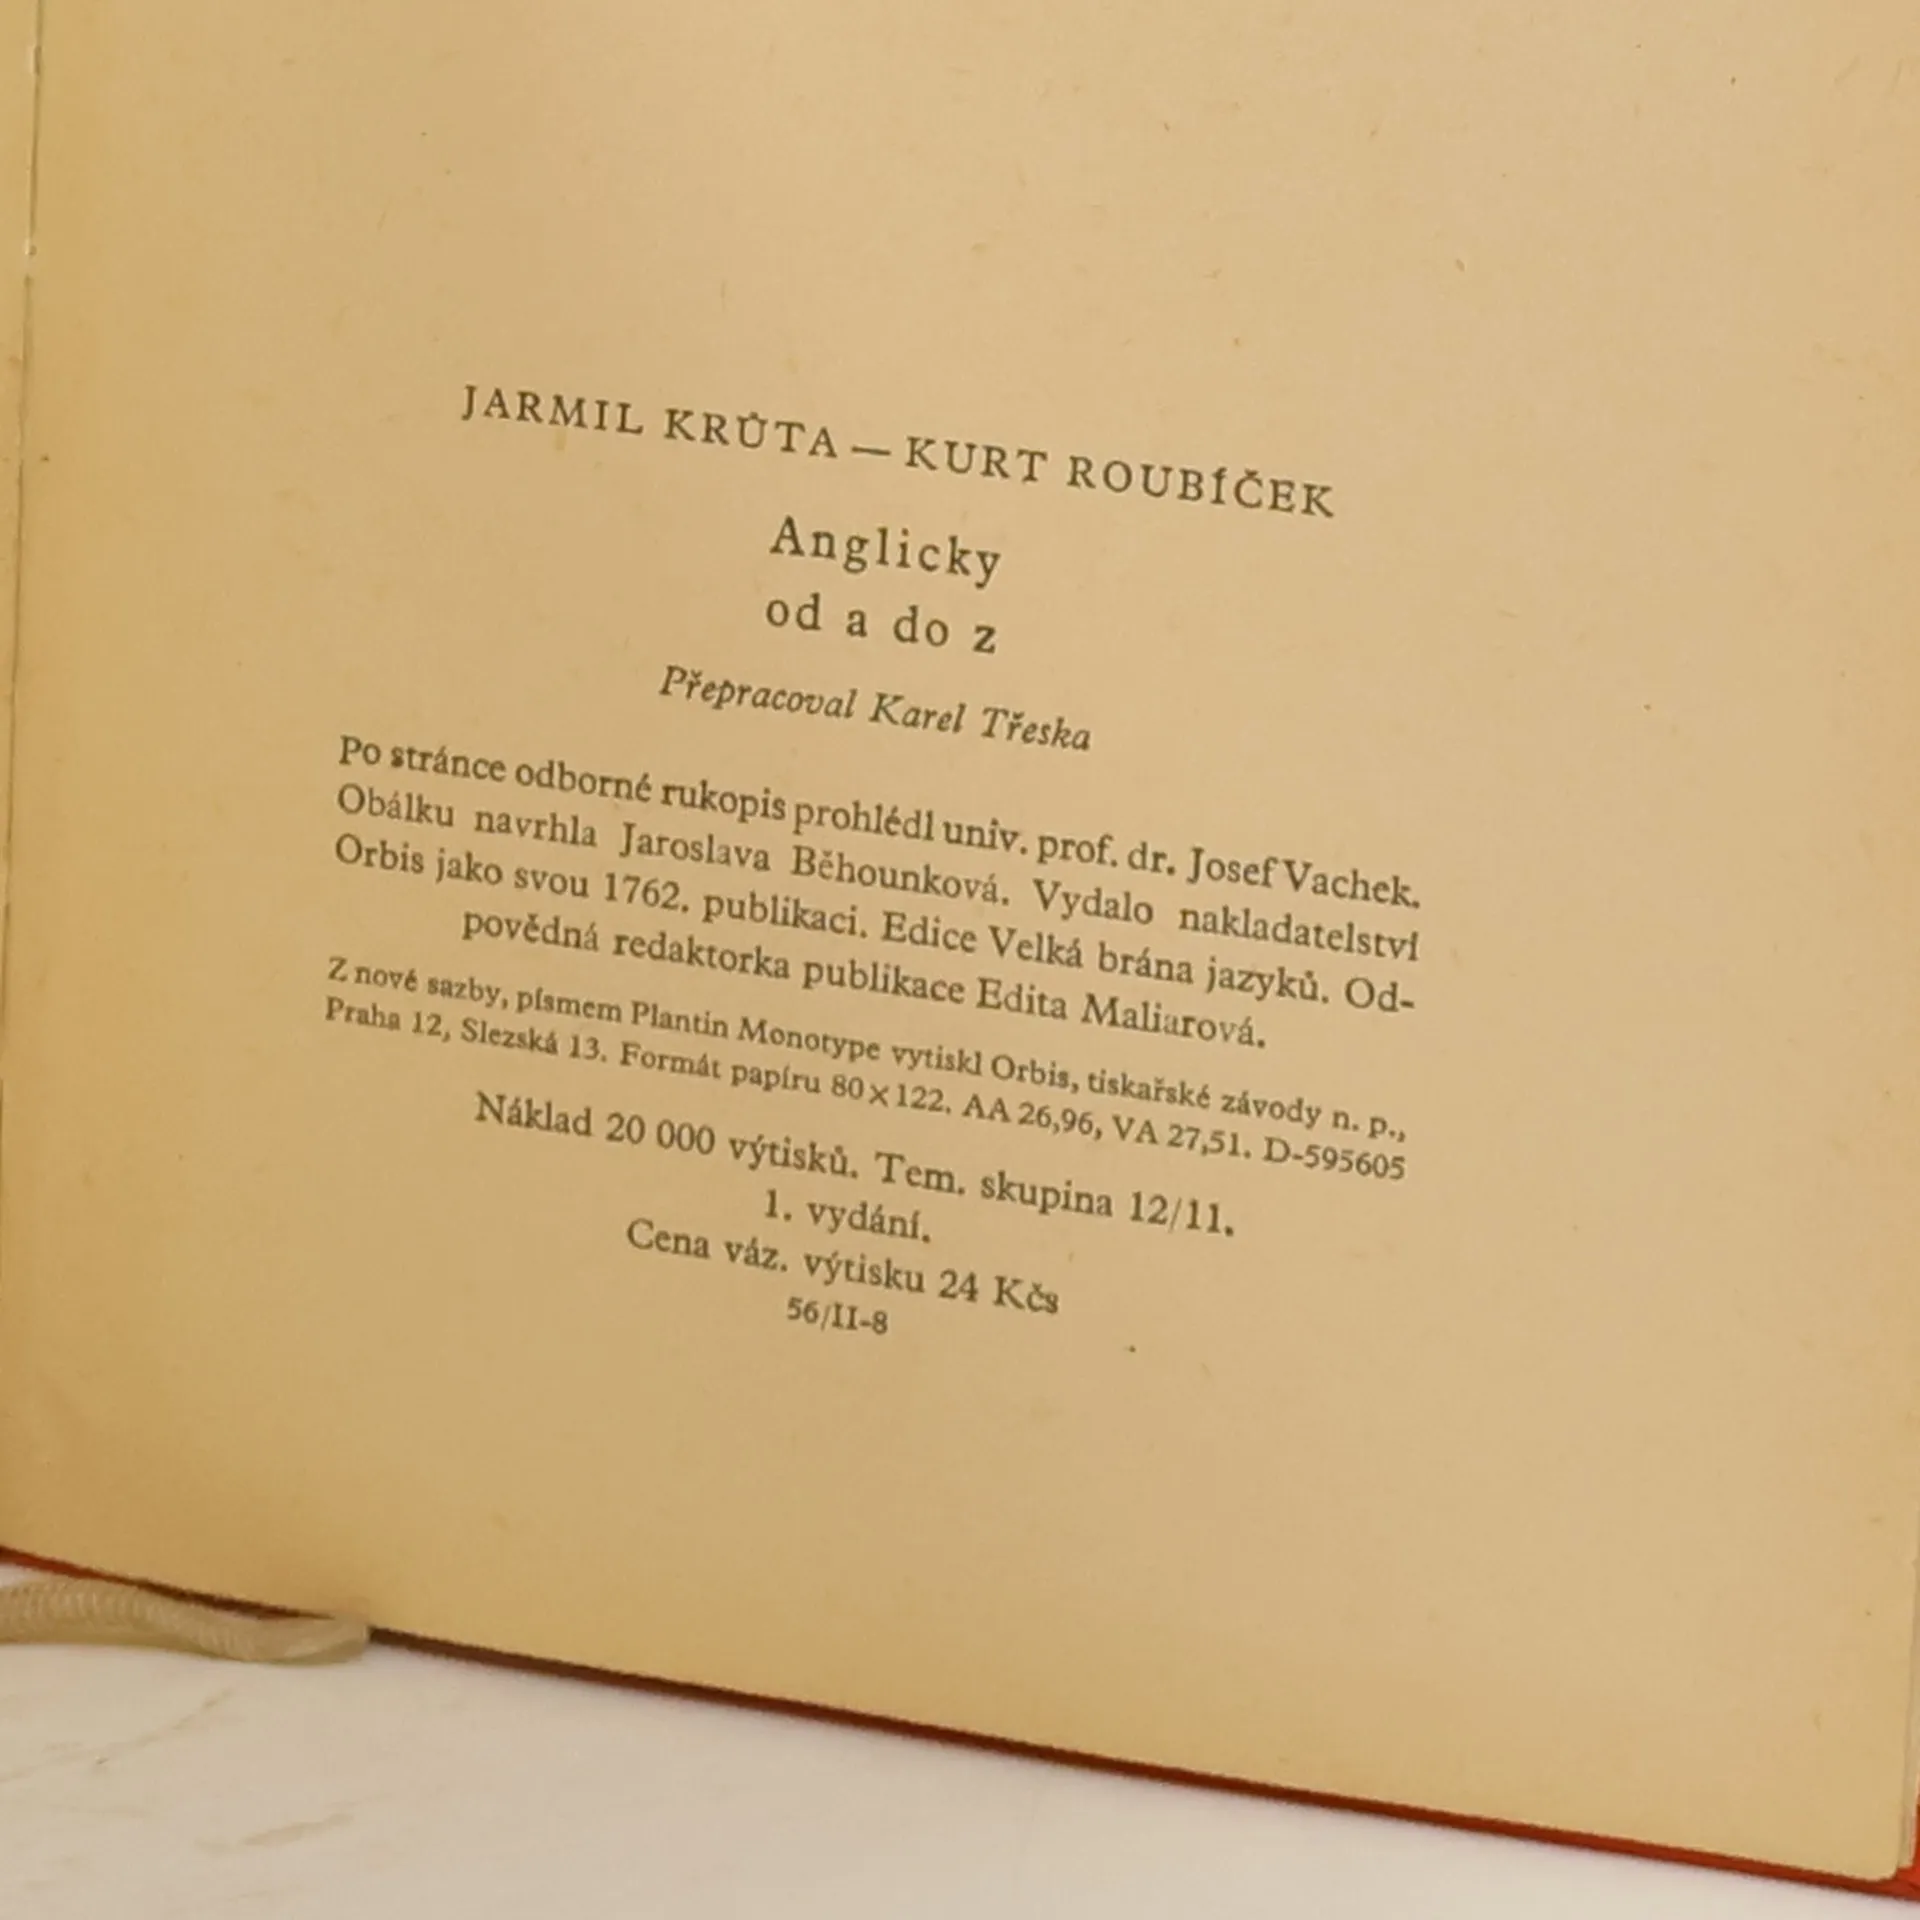 JARMIL KRŮTA — KURT ROUBÍČEK
Anglicky
od a do z
Přepracoval Karel Třeska
Po stránce odborné rukopis prohlédl univ. prof. dr. Josef Vachek.
Obálku navrhla Jaroslava Běhounková. Vydalo nakladatelství
Orbis jako svou 1762. publikaci. Edice Velká brána jazyků. Od-
povědná redaktorka publikace Edita Maliarová.
Z nové sazby, písmem Plantin Monotype vytiskl Orbis, tiskařské závody n. p.,
Praha 12, Slezská 13. Formát papíru 80×122. AA 26,96, VA 27,51. D-595605
Náklad 20 000 výtisků. Tem. skupina 12/11.
1. vydání.
Cena váz. výtisku 24 Kčs
56/II-8